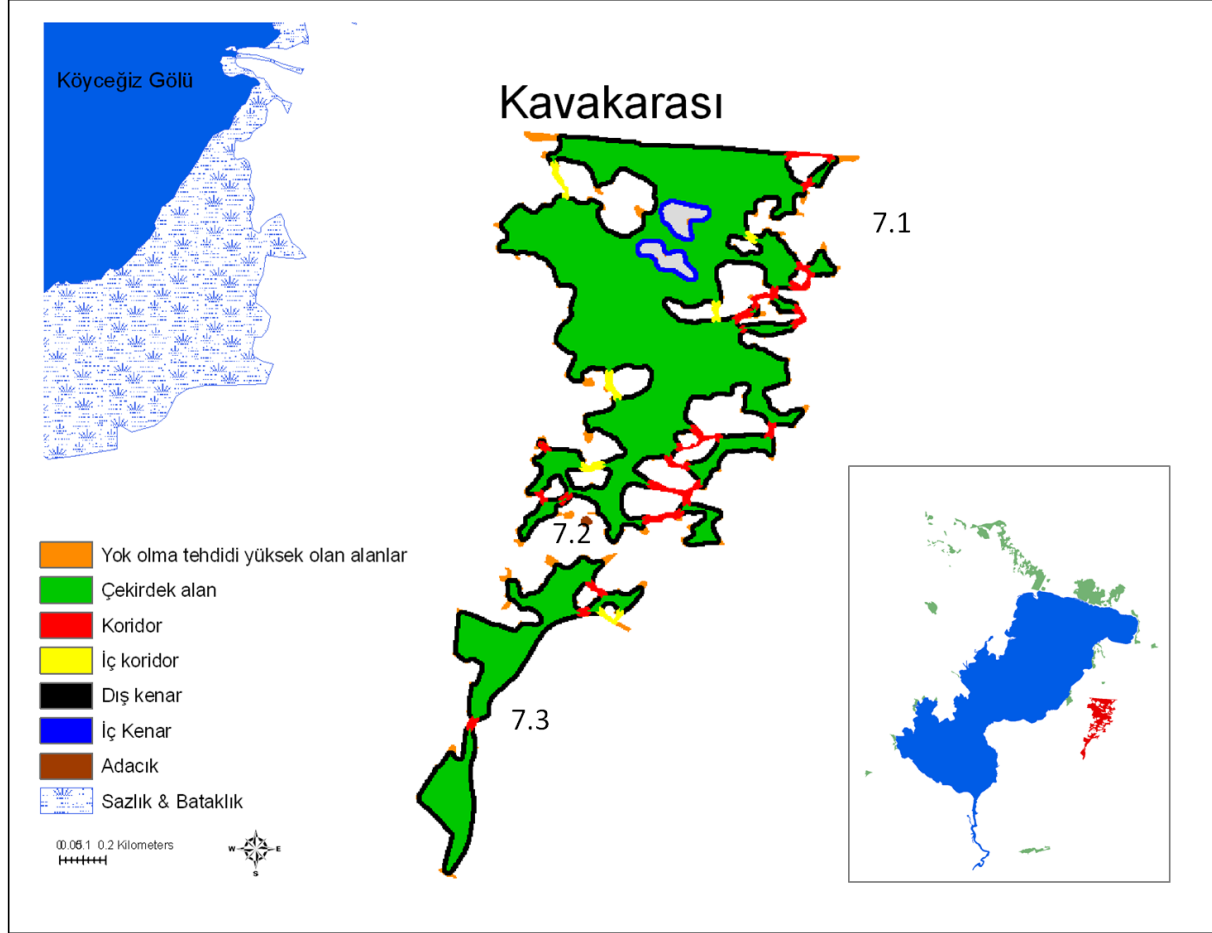 Köyceğiz Gölü
Kavakarası
7.1
7.2
7.3
Yok olma tehdidi yüksek olan alanlar
Çekirdek alan
Koridor
İç koridor
Dış kenar
İç Kenar
Adacık
Sazlık & Bataklık
0.2 Kilometers
N
W E
S